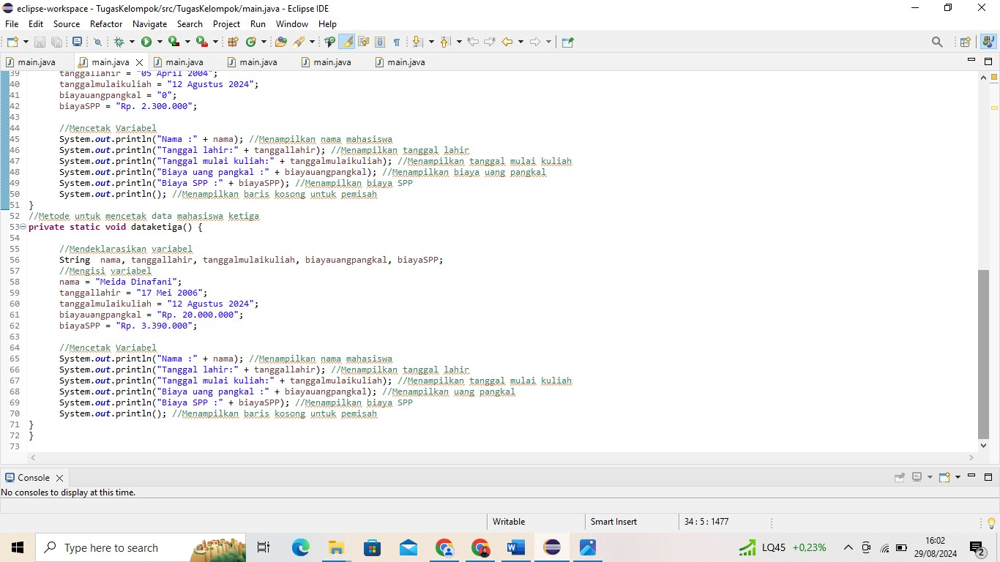 eclipse-workspace - TugasKelompok/src/TugasKelompok/main.java - Eclipse IDE
File Edit Source Refactor Navigate Search Project Run Window Help
main.java main.java main.java main.java main.java main.java
39 tanggallahir = "05 April 2004";
40 tanggalmulaikuliah = "12 Agustus 2024";
41 biayauangpangkal = "0";
42 biayaSPP = "Rp. 2.300.000";
43
44 //Mencetak Variabel
45 System.out.println("Nama :" + nama); //Menampilkan nama mahasiswa
46 System.out.println("Tanggal lahir:" + tanggallahir); //Menampilkan tanggal lahir
47 System.out.println("Tanggal mulai kuliah:" + tanggalmulaikuliah); //Menampilkan tanggal mulai kuliah
48 System.out.println("Biaya uang pangkal :" + biayauangpangkal); //Menampilkan biaya uang pangkal
49 System.out.println("Biaya SPP :" + biayaSPP); //Menampilkan biaya SPP
50 System.out.println(); //Menampilkan baris kosong untuk pemisah
51 }
52 //Metode untuk mencetak data mahasiswa ketiga
53 private static void dataketiga() {
54
55 //Mendeklarasikan variabel
56 String  nama, tanggallahir, tanggalmulaikuliah, biayauangpangkal, biayaSPP;
57 //Mengisi variabel
58 nama = "Meida Dinafani";
59 tanggallahir = "17 Mei 2006";
60 tanggalmulaikuliah = "12 Agustus 2024";
61 biayauangpangkal = "Rp. 20.000.000";
62 biayaSPP = "Rp. 3.390.000";
63
64 //Mencetak Variabel
65 System.out.println("Nama :" + nama); //Menampilkan nama mahasiswa
66 System.out.println("Tanggal lahir:" + tanggallahir); //Menampilkan tanggal lahir
67 System.out.println("Tanggal mulai kuliah:" + tanggalmulaikuliah); //Menampilkan tanggal mulai kuliah
68 System.out.println("Biaya uang pangkal :" + biayauangpangkal); //Menampilkan uang pangkal
69 System.out.println("Biaya SPP :" + biayaSPP); //Menampilkan biaya SPP
70 System.out.println(); //Menampilkan baris kosong untuk pemisah
71 }
72 }
73
Console
No consoles to display at this time.
Writable Smart Insert 34 : 5 : 1477
Type here to search LQ45 +0,23% 16:02
29/08/2024 2